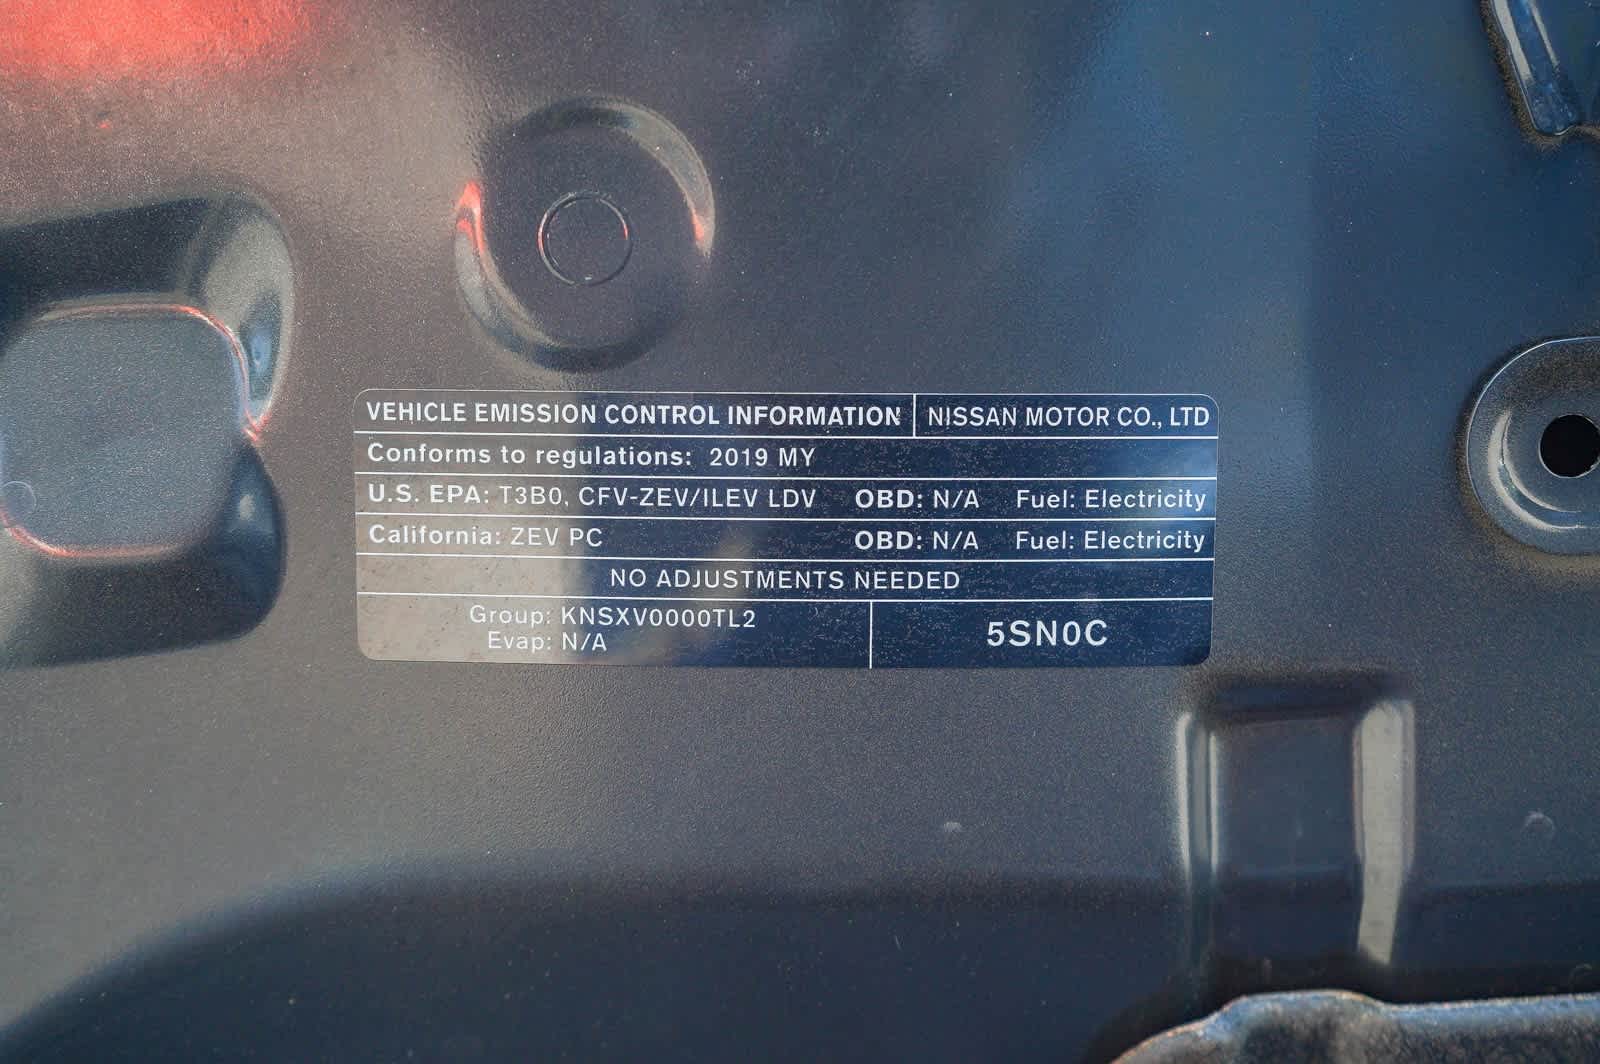 VEHICLE EMISSION CONTROL INFORMATION NISSAN MOTOR CO., LTD
Conforms to regulations: 2019 MY
U.S. EPA: T3B0, CFV-ZEV/ILEV LDV OBD: N/A Fuel: Electricity
California: ZEV PC OBD: N/A Fuel: Electricity
NO ADJUSTMENTS NEEDED
Group: KNSXV0000TL2
Evap: N/A
5SN0C